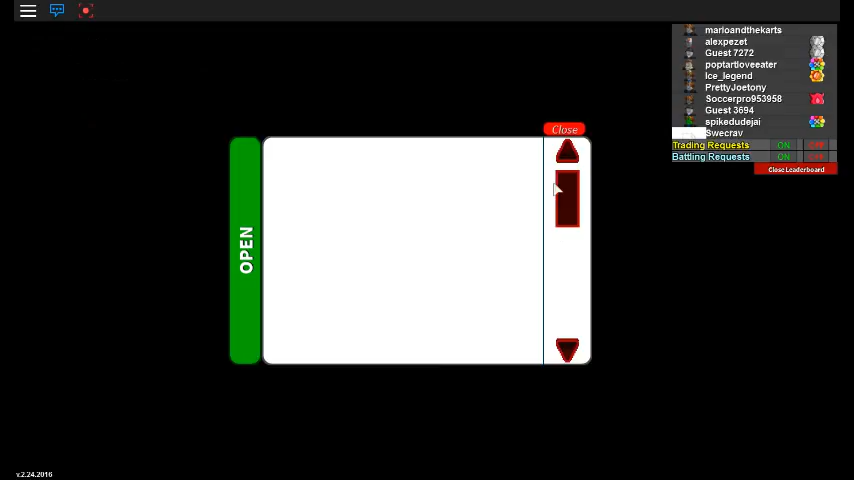 marioandthekarts
alexpezet
Guest 7272
poptartloveeater
Ice_legend
PrettyJoetony
Soccerpro953958
Guest 3694
spikedudejai
Swecrav
Trading Requests ON OFF
Battling Requests ON OFF
Close Leaderboard
Close
OPEN
v.2.24.2016